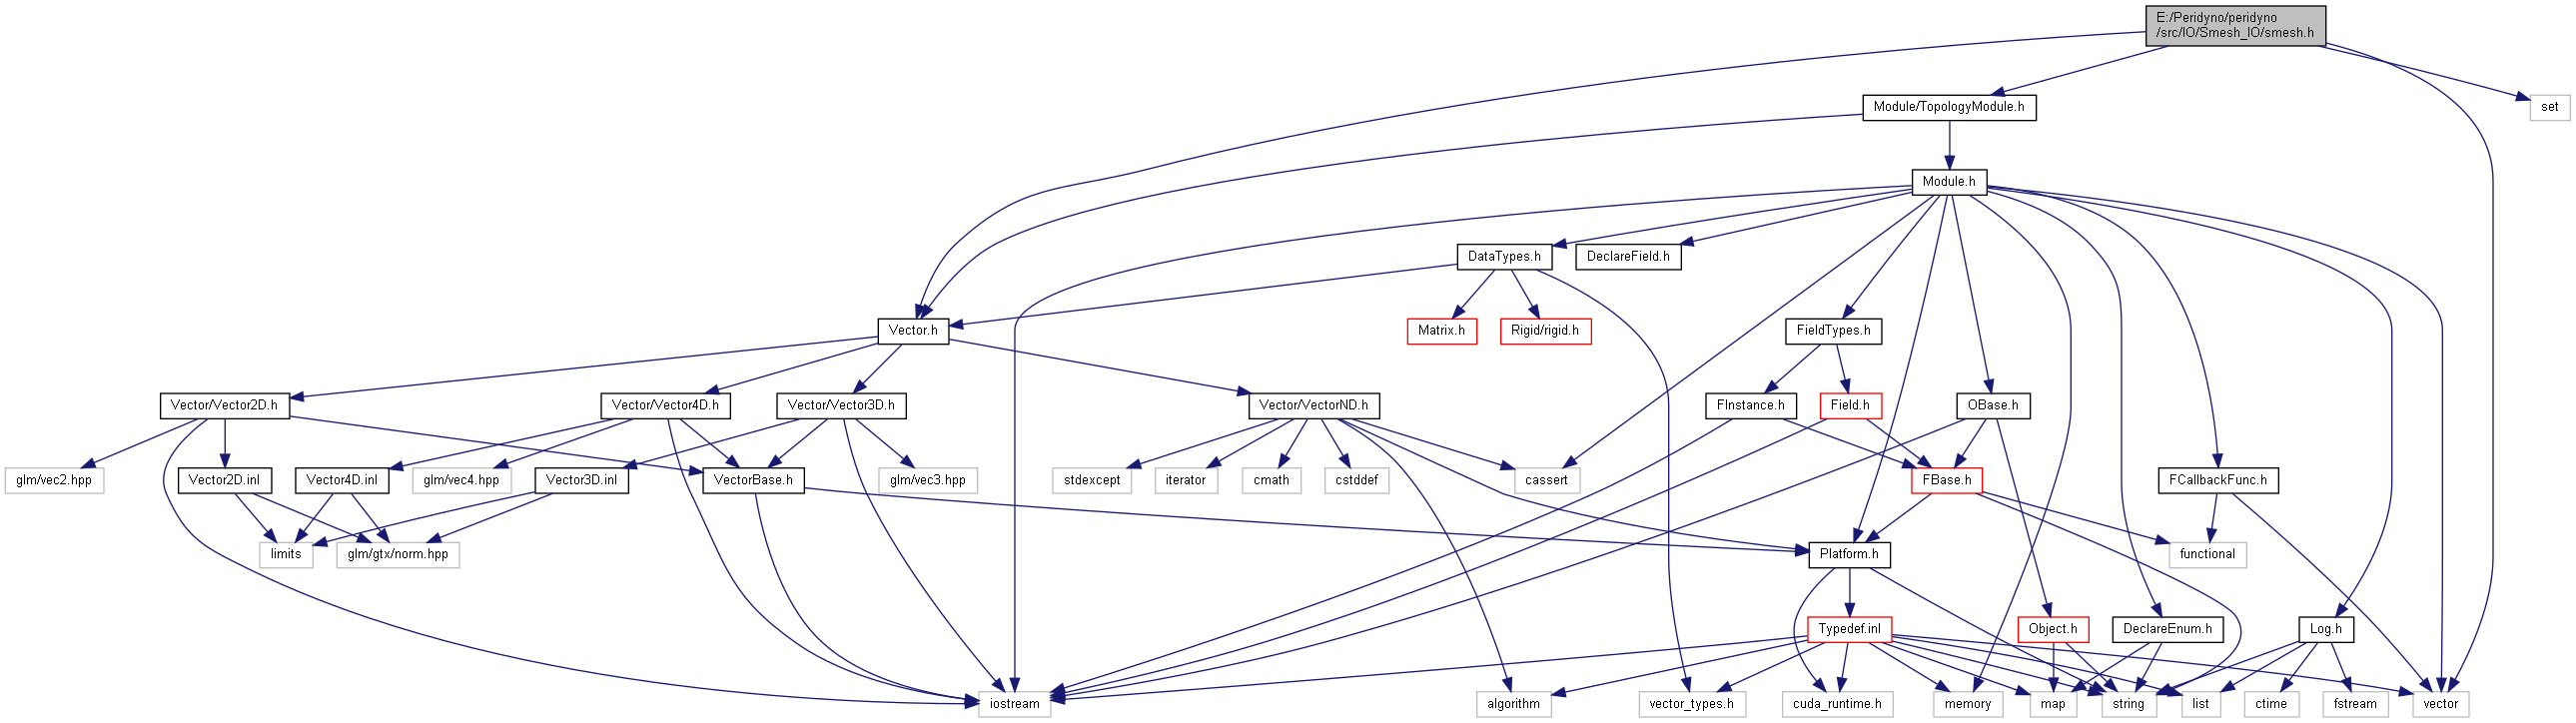 E:/Peridyno/peridyno
/src/IO/Smesh_IO/smesh.h
Module/TopologyModule.h
set
Module.h
DataTypes.h
DeclareField.h
Vector.h
Matrix.h
Rigid/rigid.h
FieldTypes.h
Vector/Vector2D.h
Vector/Vector4D.h
Vector/Vector3D.h
Vector/VectorND.h
FInstance.h
Field.h
OBase.h
glm/vec2.hpp
Vector2D.inl
Vector4D.inl
glm/vec4.hpp
Vector3D.inl
VectorBase.h
glm/vec3.hpp
stdexcept
iterator
cmath
cstddef
cassert
FBase.h
FCallbackFunc.h
limits
glm/gtx/norm.hpp
Platform.h
functional
Typedef.inl
Object.h
DeclareEnum.h
Log.h
iostream
algorithm
vector_types.h
cuda_runtime.h
memory
map
string
list
ctime
fstream
vector